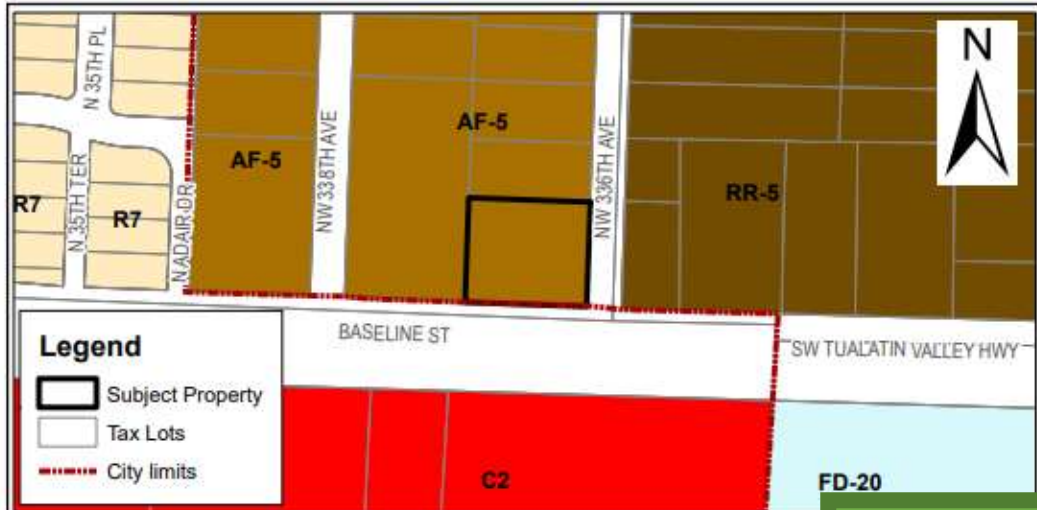 N 35TH PL
N
NW 338TH AVE
AF-5
NW 336TH AVE
AF-5
RR-5
R7
N 35TH TER
R7
N ADAIR DR
BASELINE ST
SW TUALATIN VALLEY HWY
Legend
Subject Property
Tax Lots
City limits
C2
FD-20